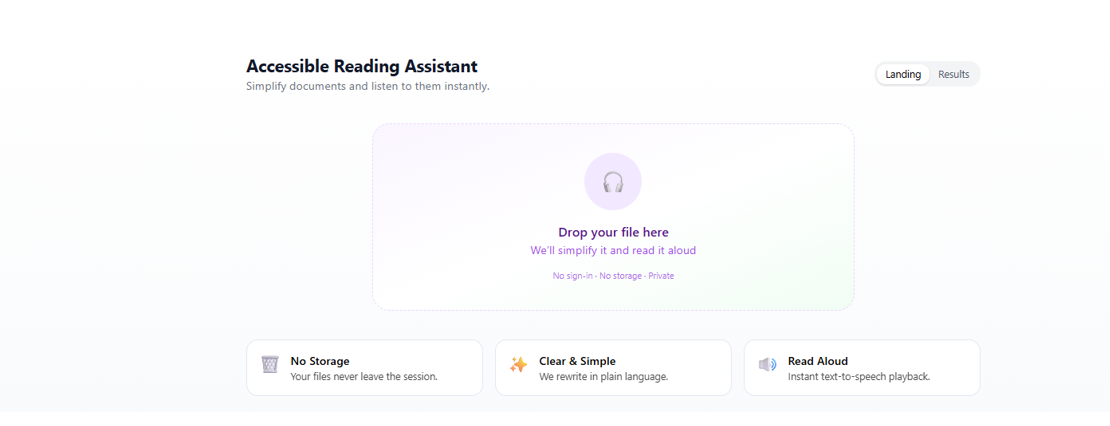 Accessible Reading Assistant
Simplify documents and listen to them instantly.
Landing
Results
Drop your file here
We'll simplify it and read it aloud
No sign-in · No storage · Private
No Storage
Your files never leave the session.
Clear & Simple
We rewrite in plain language.
Read Aloud
Instant text-to-speech playback.